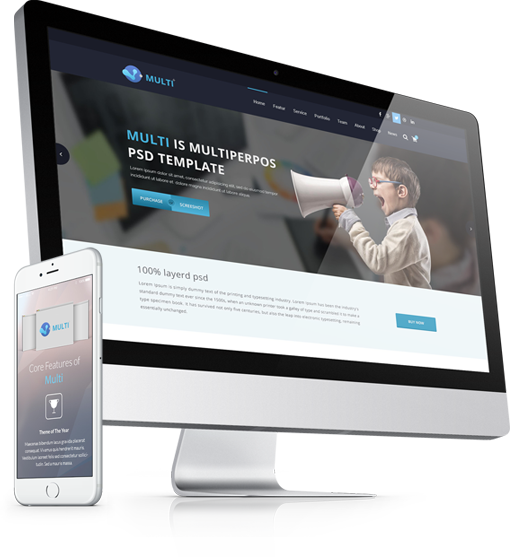 MULTI
Home
Featur
Service
Portfolio
Team
About
Shop
News
MULTI IS MULTIPERPOS
PSD TEMPLATE
Lorem ipsum dolor sit amet, consectetur adipiscing elit, sed do eiusmod tempor
incididunt ut labore et dolore magna incididunt ut labore
PURCHASE
SCREENSHOT
100% layerd psd
Lorem Ipsum is simply dummy text of the printing and typesetting industry. Lorem Ipsum has been the industry's
standard dummy text ever since the 1500s, when an unknown printer took a galley of type and scrambled it to make a
type specimen book. It has survived not only five centuries, but also the leap into electronic typesetting, remaining
essentially unchanged.
BUY NOW
MULTI
Core Features of
Multi
Theme of The Year